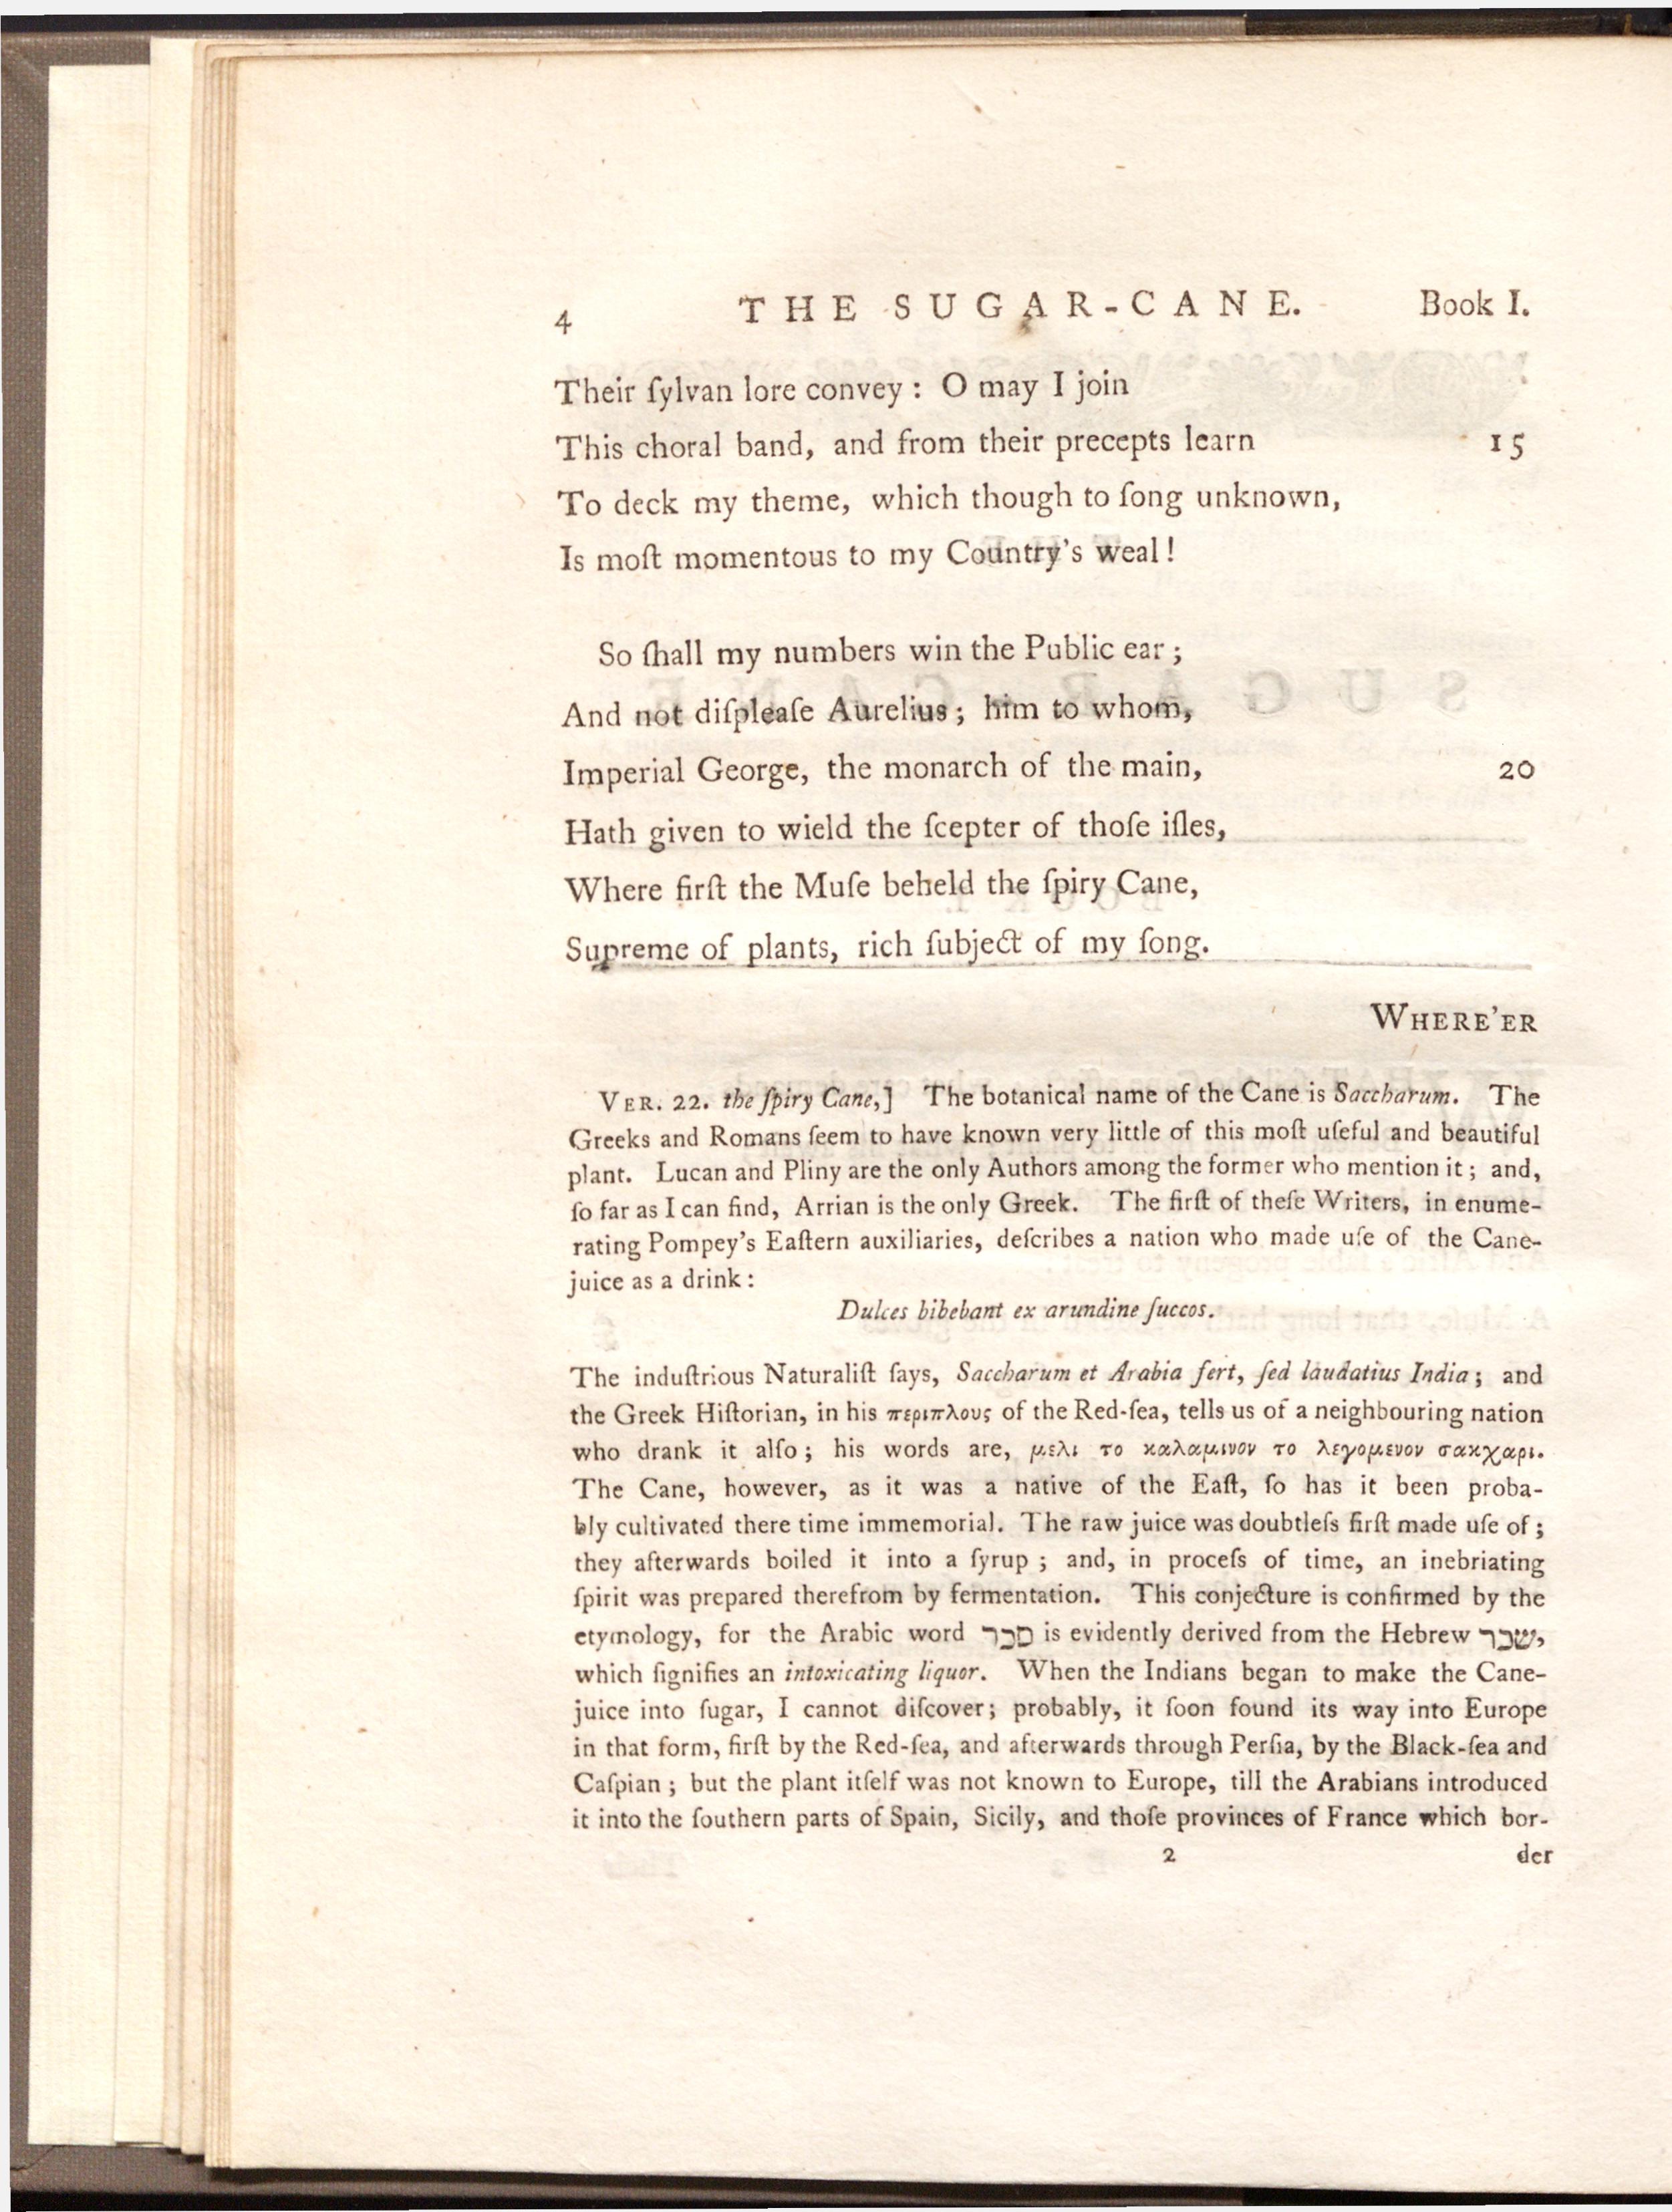 4 THE SUGAR-CANE. Book I.
Their ſylvan lore convey : O may I join
This choral band, and from their precepts learn 15
To deck my theme, which though to ſong unknown,
Is moſt momentous to my Country's weal !
So ſhall my numbers win the Public ear ;
And not diſpleaſe Aurelius ; him to whom,
Imperial George, the monarch of the main, 20
Hath given to wield the ſcepter of thoſe iſles,
Where firſt the Muſe beheld the ſpiry Cane,
Supreme of plants, rich ſubject of my ſong.
WHERE'ER
VER. 22. the ſpiry Cane,] The botanical name of the Cane is Saccharum. The
Greeks and Romans ſeem to have known very little of this moſt uſeful and beautiful
plant. Lucan and Pliny are the only Authors among the former who mention it ; and,
ſo far as I can find, Arrian is the only Greek. The firſt of theſe Writers, in enume-
rating Pompey's Eaſtern auxiliaries, deſcribes a nation who made uſe of the Cane-
juice as a drink :
Dulces bibebant ex arundine ſuccos.
The induſtrious Naturaliſt ſays, Saccharum et Arabia fert, ſed laudatius India ; and
the Greek Hiſtorian, in his περιπλους of the Red-ſea, tells us of a neighbouring nation
who drank it alſo ; his words are, μελι το καλαμινον το λεγομενον σακχαρι.
The Cane, however, as it was a native of the Eaſt, ſo has it been proba-
bly cultivated there time immemorial. The raw juice was doubtleſs firſt made uſe of ;
they afterwards boiled it into a ſyrup ; and, in proceſs of time, an inebriating
ſpirit was prepared therefrom by fermentation. This conjecture is confirmed by the
etymology, for the Arabic word סכר is evidently derived from the Hebrew שכר,
which ſignifies an intoxicating liquor. When the Indians began to make the Cane-
juice into ſugar, I cannot diſcover ; probably, it ſoon found its way into Europe
in that form, firſt by the Red-ſea, and afterwards through Perſia, by the Black-ſea and
Caſpian ; but the plant itſelf was not known to Europe, till the Arabians introduced
it into the ſouthern parts of Spain, Sicily, and thoſe provinces of France which bor-
2 der